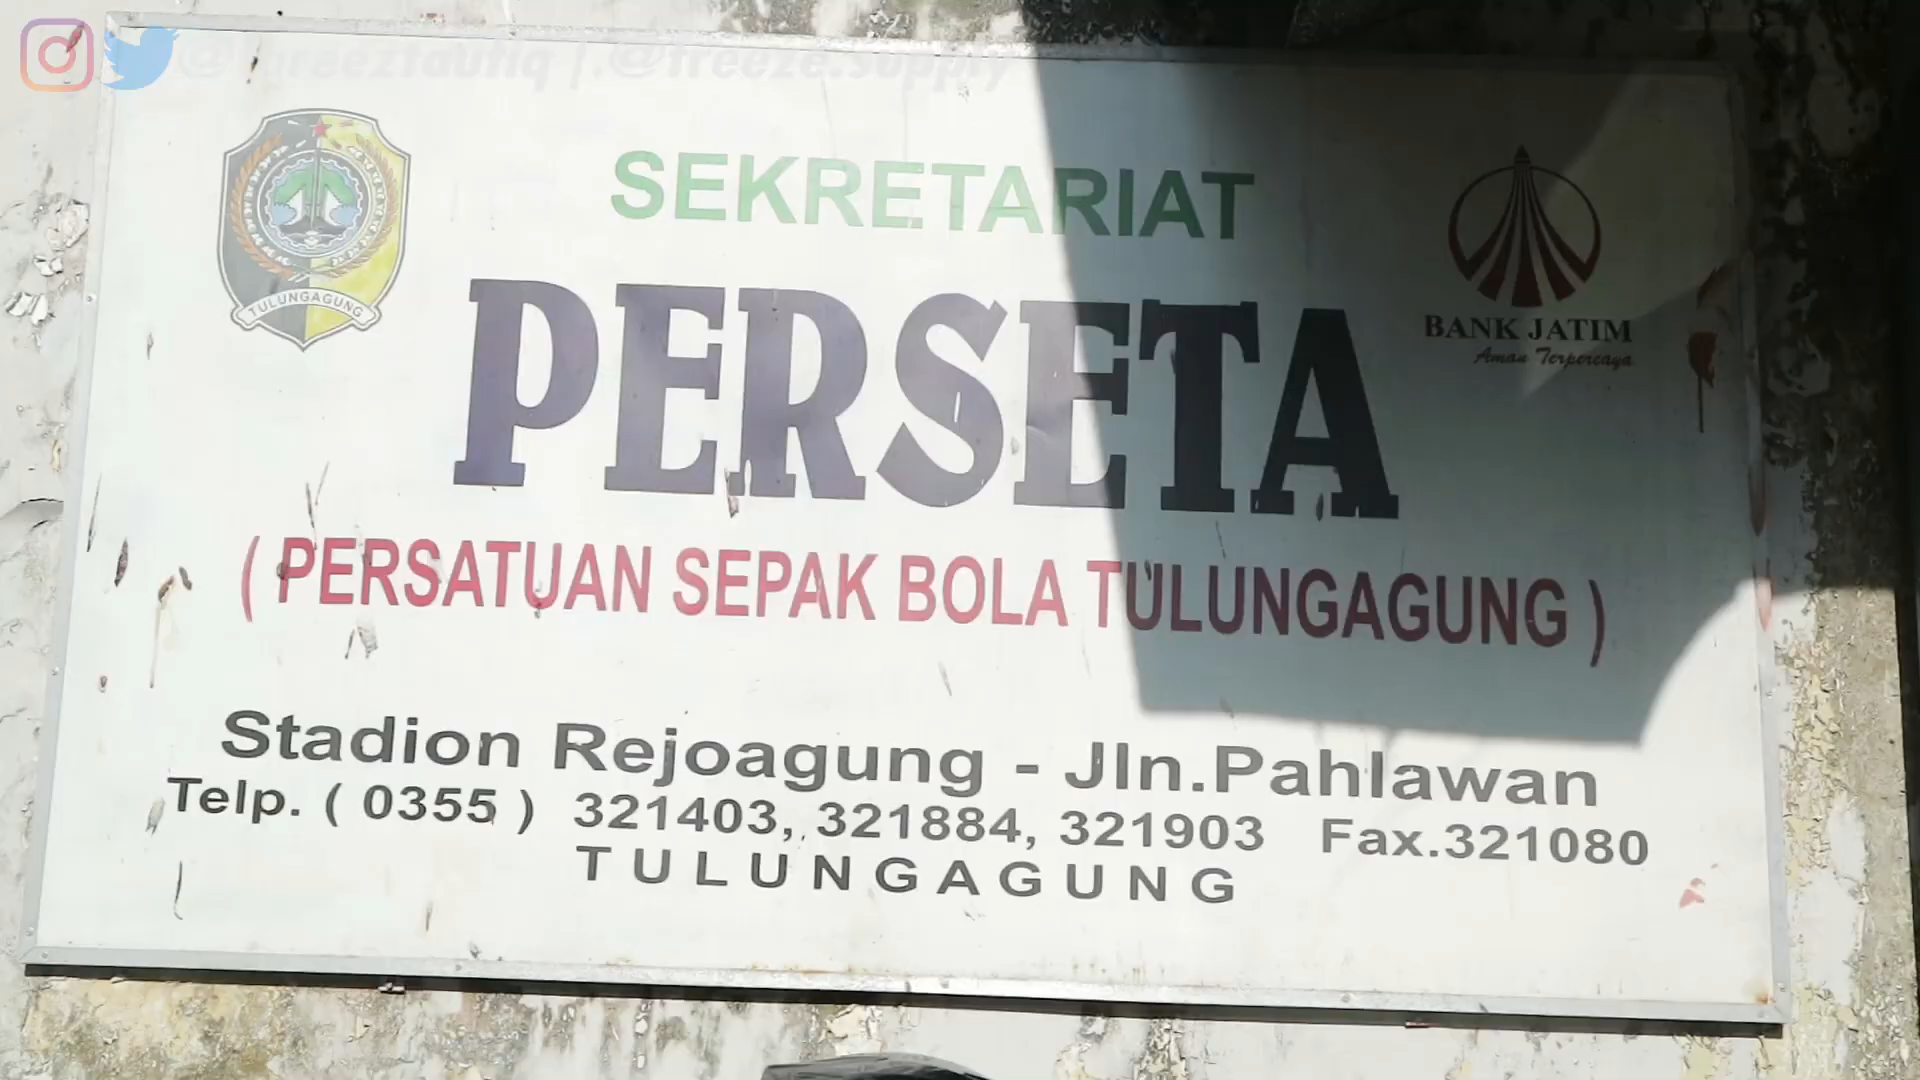 SEKRETARIAT
TULUNGAGUNG
PERSETA
BANK JATIM
Aman Terpercaya
( PERSATUAN SEPAK BOLA TULUNGAGUNG )
Stadion Rejoagung - Jln.Pahlawan
Telp. ( 0355 ) 321403, 321884, 321903 Fax.321080
TULUNGAGUNG